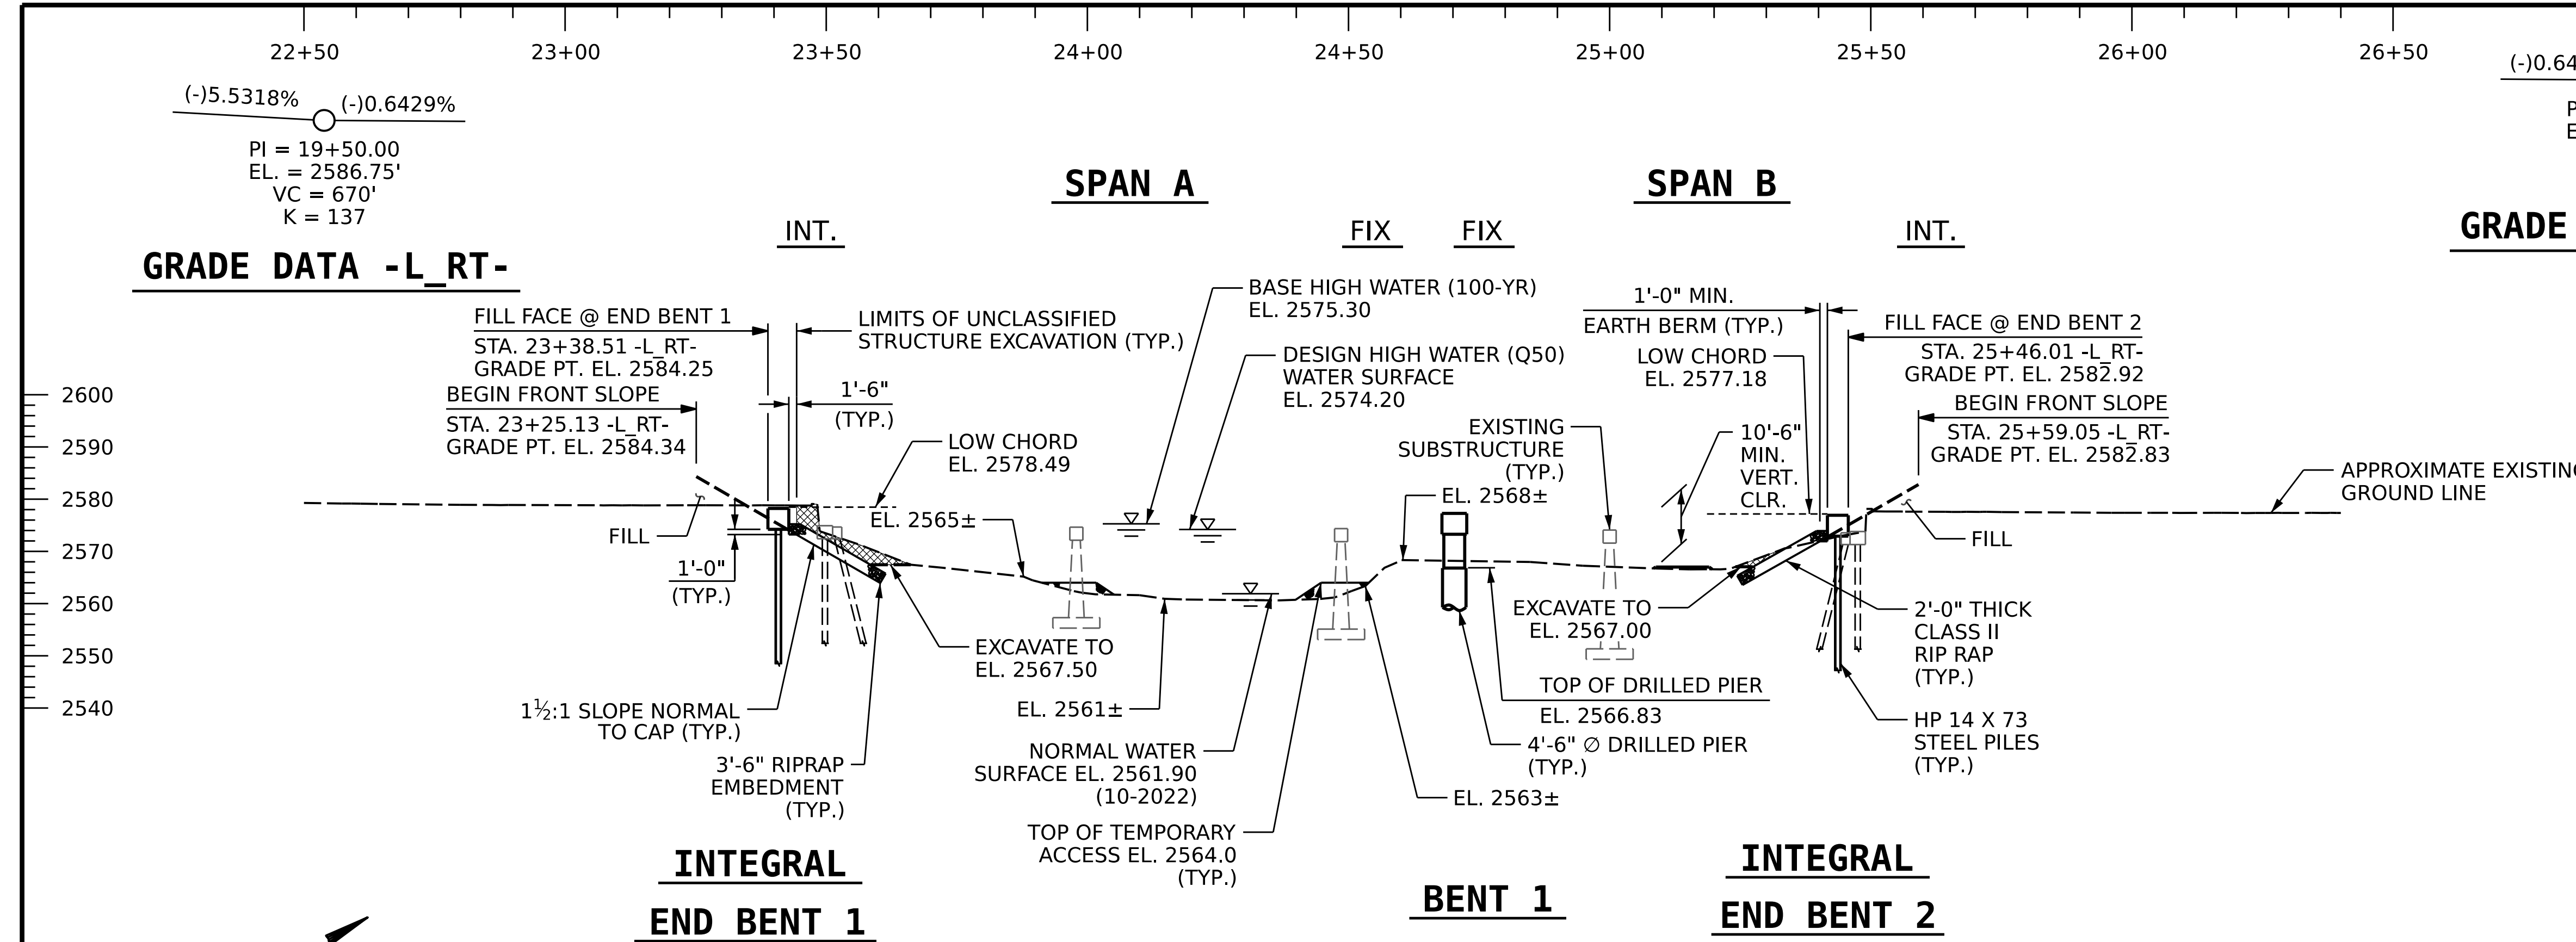 22+50 23+00 23+50 24+00 24+50 25+00 25+50 26+00 26+50
(-)5.5318% (-)0.6429%
PI = 19+50.00
EL. = 2586.75'
VC = 670'
K = 137
GRADE DATA -L_RT-
(-)0.64
P
E
GRADE
SPAN A
SPAN B
INT.
FIX
FIX
INT.
FILL FACE @ END BENT 1
STA. 23+38.51 -L_RT-
GRADE PT. EL. 2584.25
BEGIN FRONT SLOPE
STA. 23+25.13 -L_RT-
GRADE PT. EL. 2584.34
LIMITS OF UNCLASSIFIED
STRUCTURE EXCAVATION (TYP.)
1'-6"
(TYP.)
LOW CHORD
EL. 2578.49
BASE HIGH WATER (100-YR)
EL. 2575.30
DESIGN HIGH WATER (Q50)
WATER SURFACE
EL. 2574.20
EXISTING
SUBSTRUCTURE
(TYP.)
EL. 2568±
1'-0" MIN.
EARTH BERM (TYP.)
LOW CHORD
EL. 2577.18
10'-6"
MIN.
VERT.
CLR.
FILL FACE @ END BENT 2
STA. 25+46.01 -L_RT-
GRADE PT. EL. 2582.92
BEGIN FRONT SLOPE
STA. 25+59.05 -L_RT-
GRADE PT. EL. 2582.83
APPROXIMATE EXISTING
GROUND LINE
2600
2590
2580
2570
2560
2550
2540
FILL
1'-0"
(TYP.)
EL. 2565±
EXCAVATE TO
EL. 2567.50
1½:1 SLOPE NORMAL
TO CAP (TYP.)
3'-6" RIPRAP
EMBEDMENT
(TYP.)
EL. 2561±
NORMAL WATER
SURFACE EL. 2561.90
(10-2022)
TOP OF TEMPORARY
ACCESS EL. 2564.0
(TYP.)
EXCAVATE TO
EL. 2567.00
TOP OF DRILLED PIER
EL. 2566.83
4'-6" ∅ DRILLED PIER
(TYP.)
EL. 2563±
FILL
2'-0" THICK
CLASS II
RIP RAP
(TYP.)
HP 14 X 73
STEEL PILES
(TYP.)
INTEGRAL
END BENT 1
BENT 1
INTEGRAL
END BENT 2